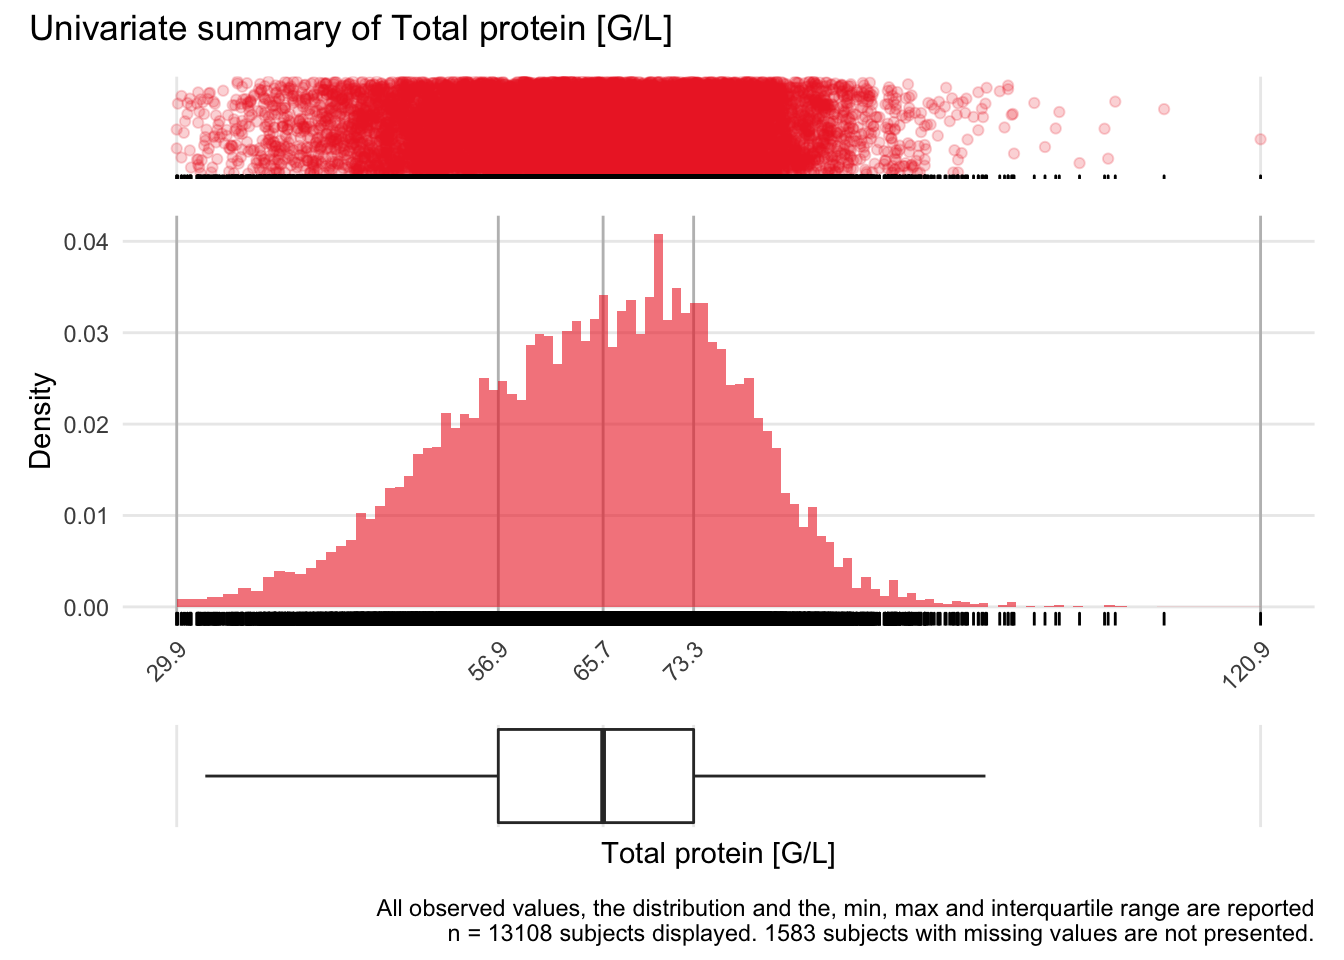 Univariate summary of Total protein [G/L]
Density
0.04
0.03
0.02
0.01
0.00
29.9
56.9
65.7
73.3
120.9
Total protein [G/L]
All observed values, the distribution and the, min, max and interquartile range are reported
n = 13108 subjects displayed. 1583 subjects with missing values are not presented.